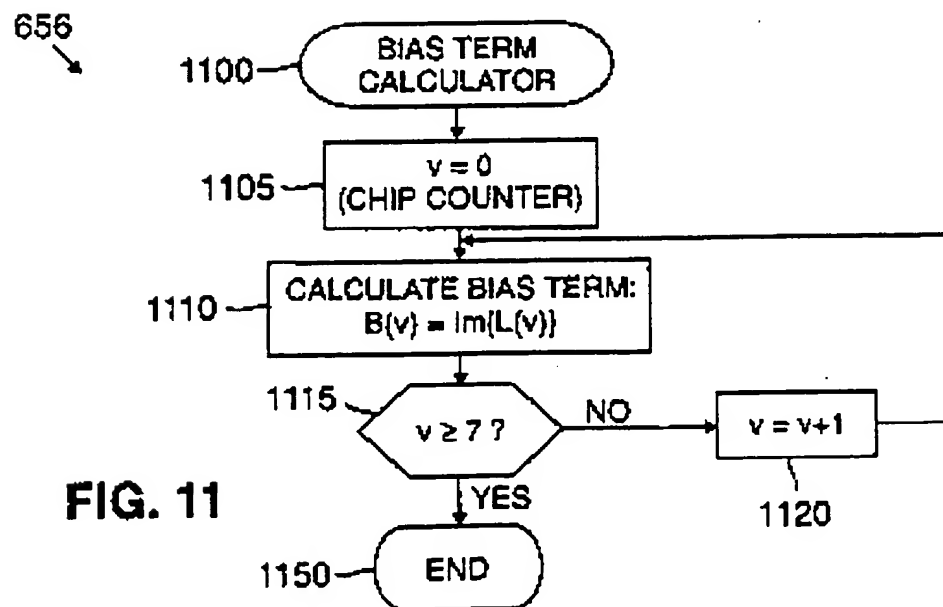 656
1100
BIAS TERM
CALCULATOR
1105
v = 0
(CHIP COUNTER)
1110
CALCULATE BIAS TERM:
B(v) = Im{L(v)}
1115
v ≥ 7 ?
NO
v = v+1
1120
YES
FIG. 11
1150
END